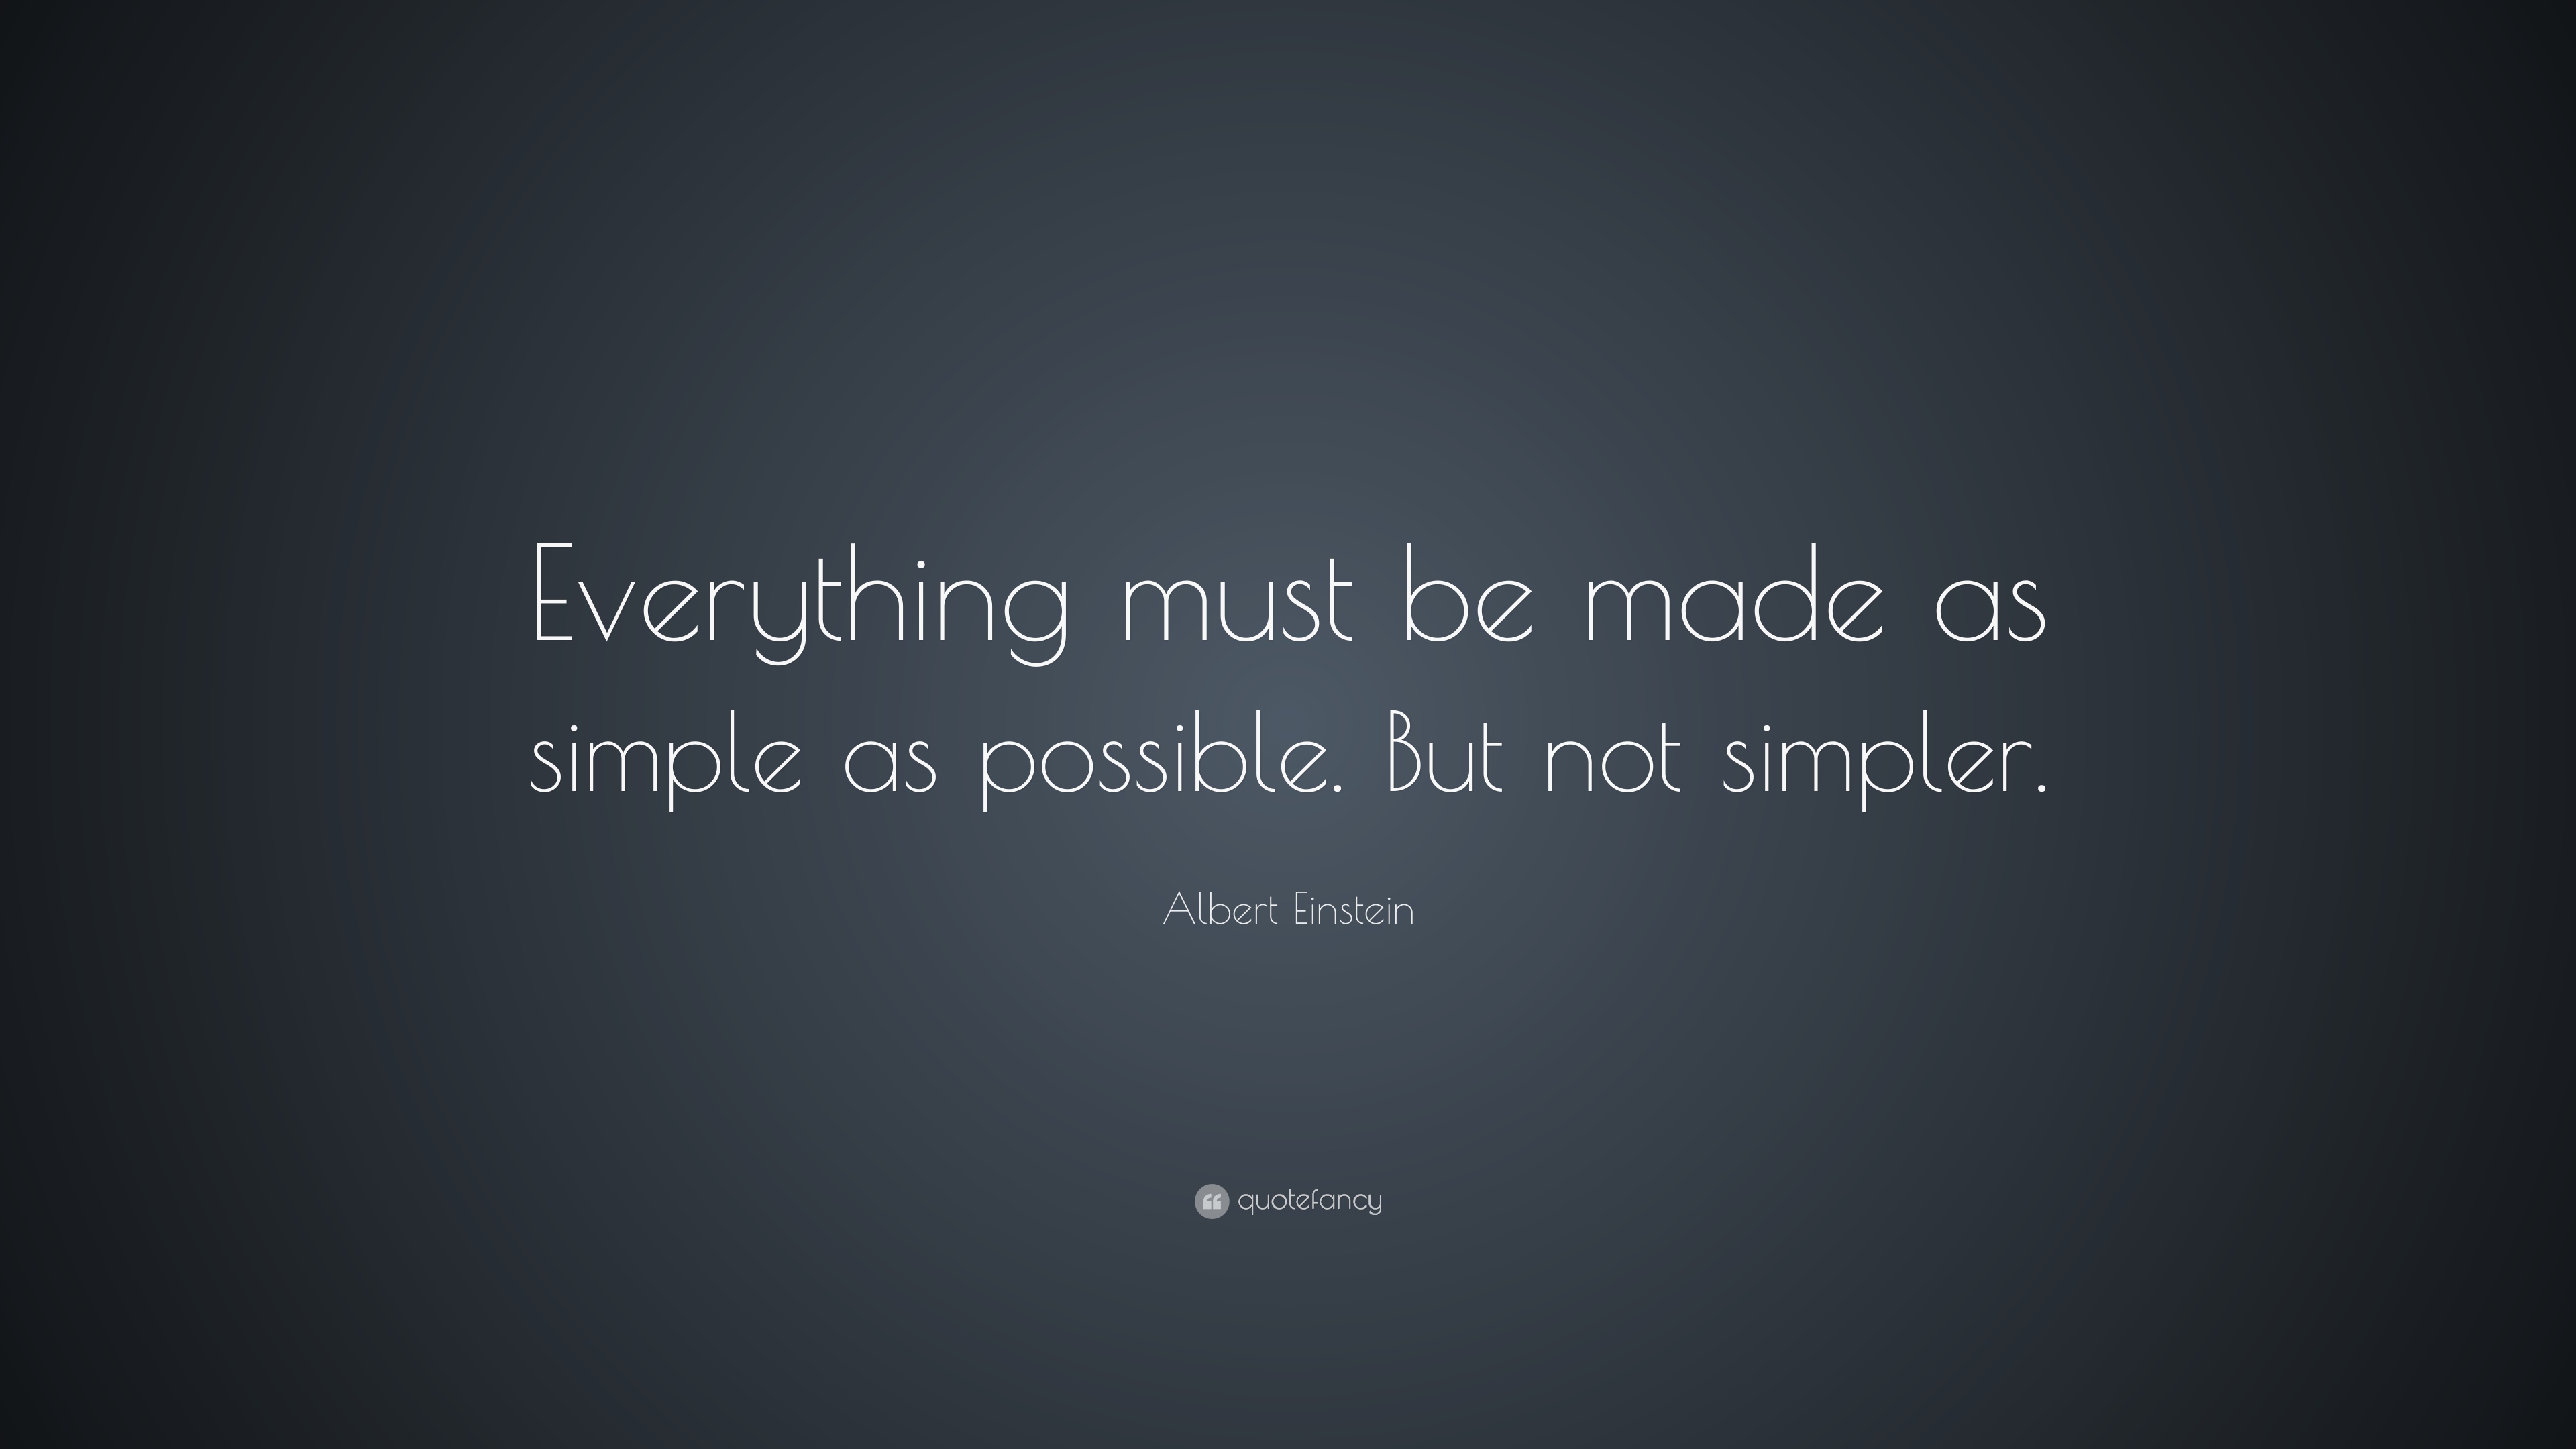 Everything must be made as
simple as possible. But not simpler.
Albert Einstein
quotefancy